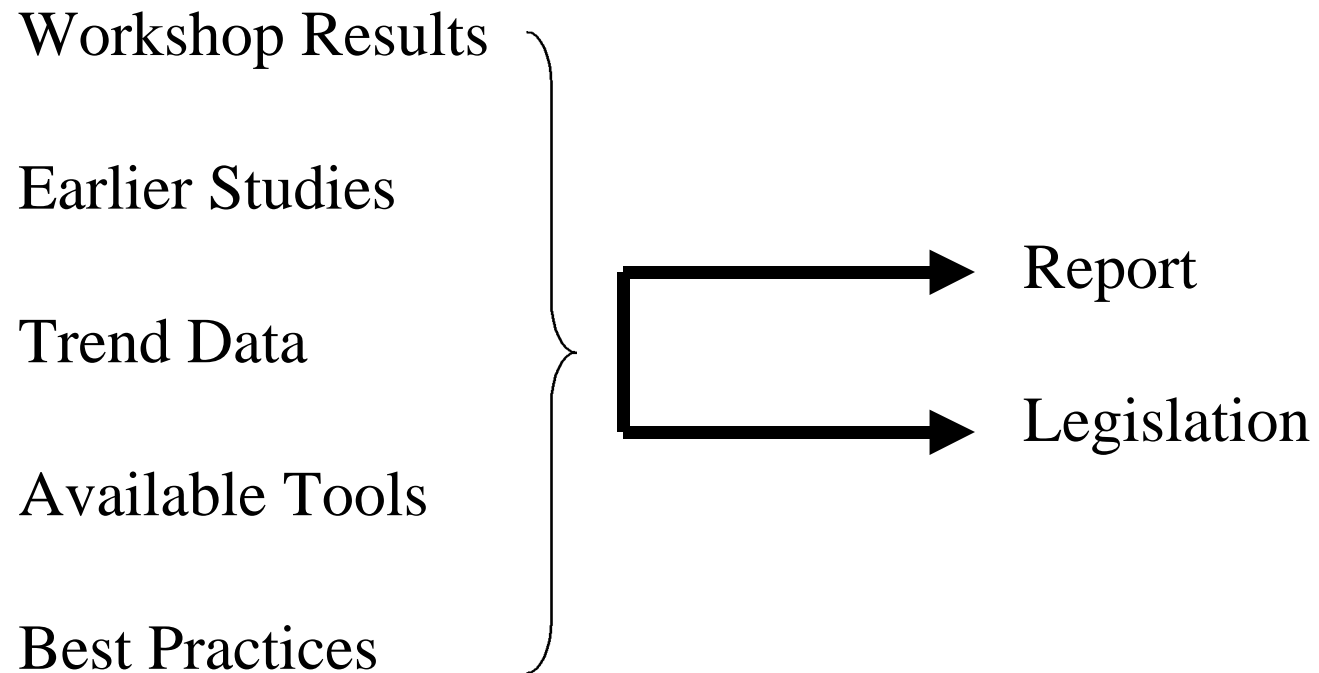 Workshop Results
Earlier Studies
Trend Data
Available Tools
Best Practices
Report
Legislation